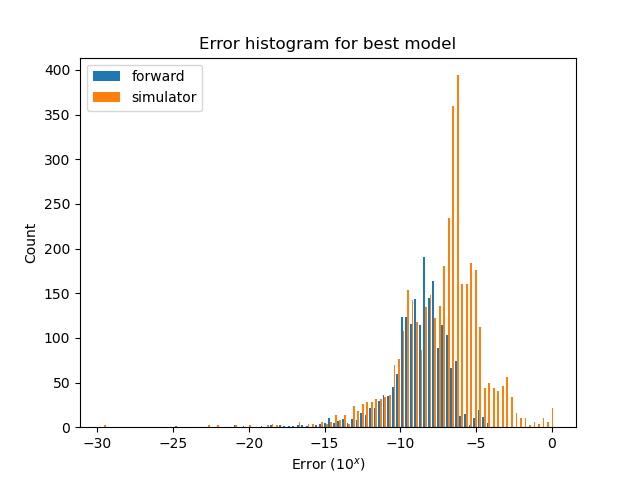 Error histogram for best model
forward
simulator
400
350
300
250
200
150
100
50
0
Count
−30 −25 −20 −15 −10 −5 0
Error (10^x)